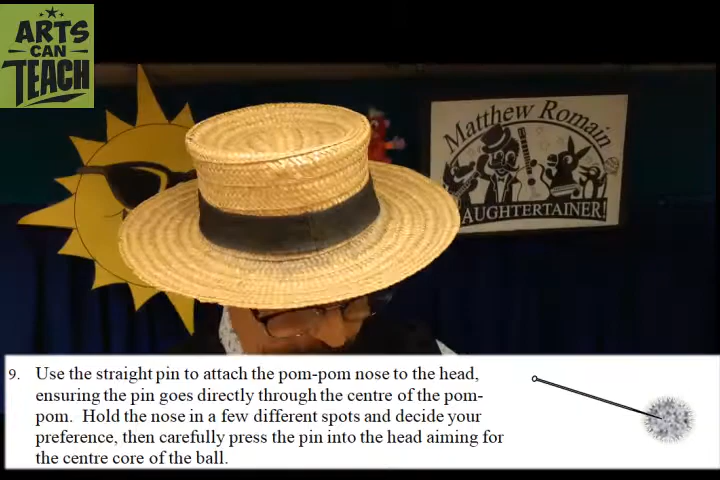 ARTS
CAN
TEACH
Matthew Romain
LAUGHTERTAINER!
9. Use the straight pin to attach the pom-pom nose to the head,
ensuring the pin goes directly through the centre of the pom-
pom. Hold the nose in a few different spots and decide your
preference, then carefully press the pin into the head aiming for
the centre core of the ball.